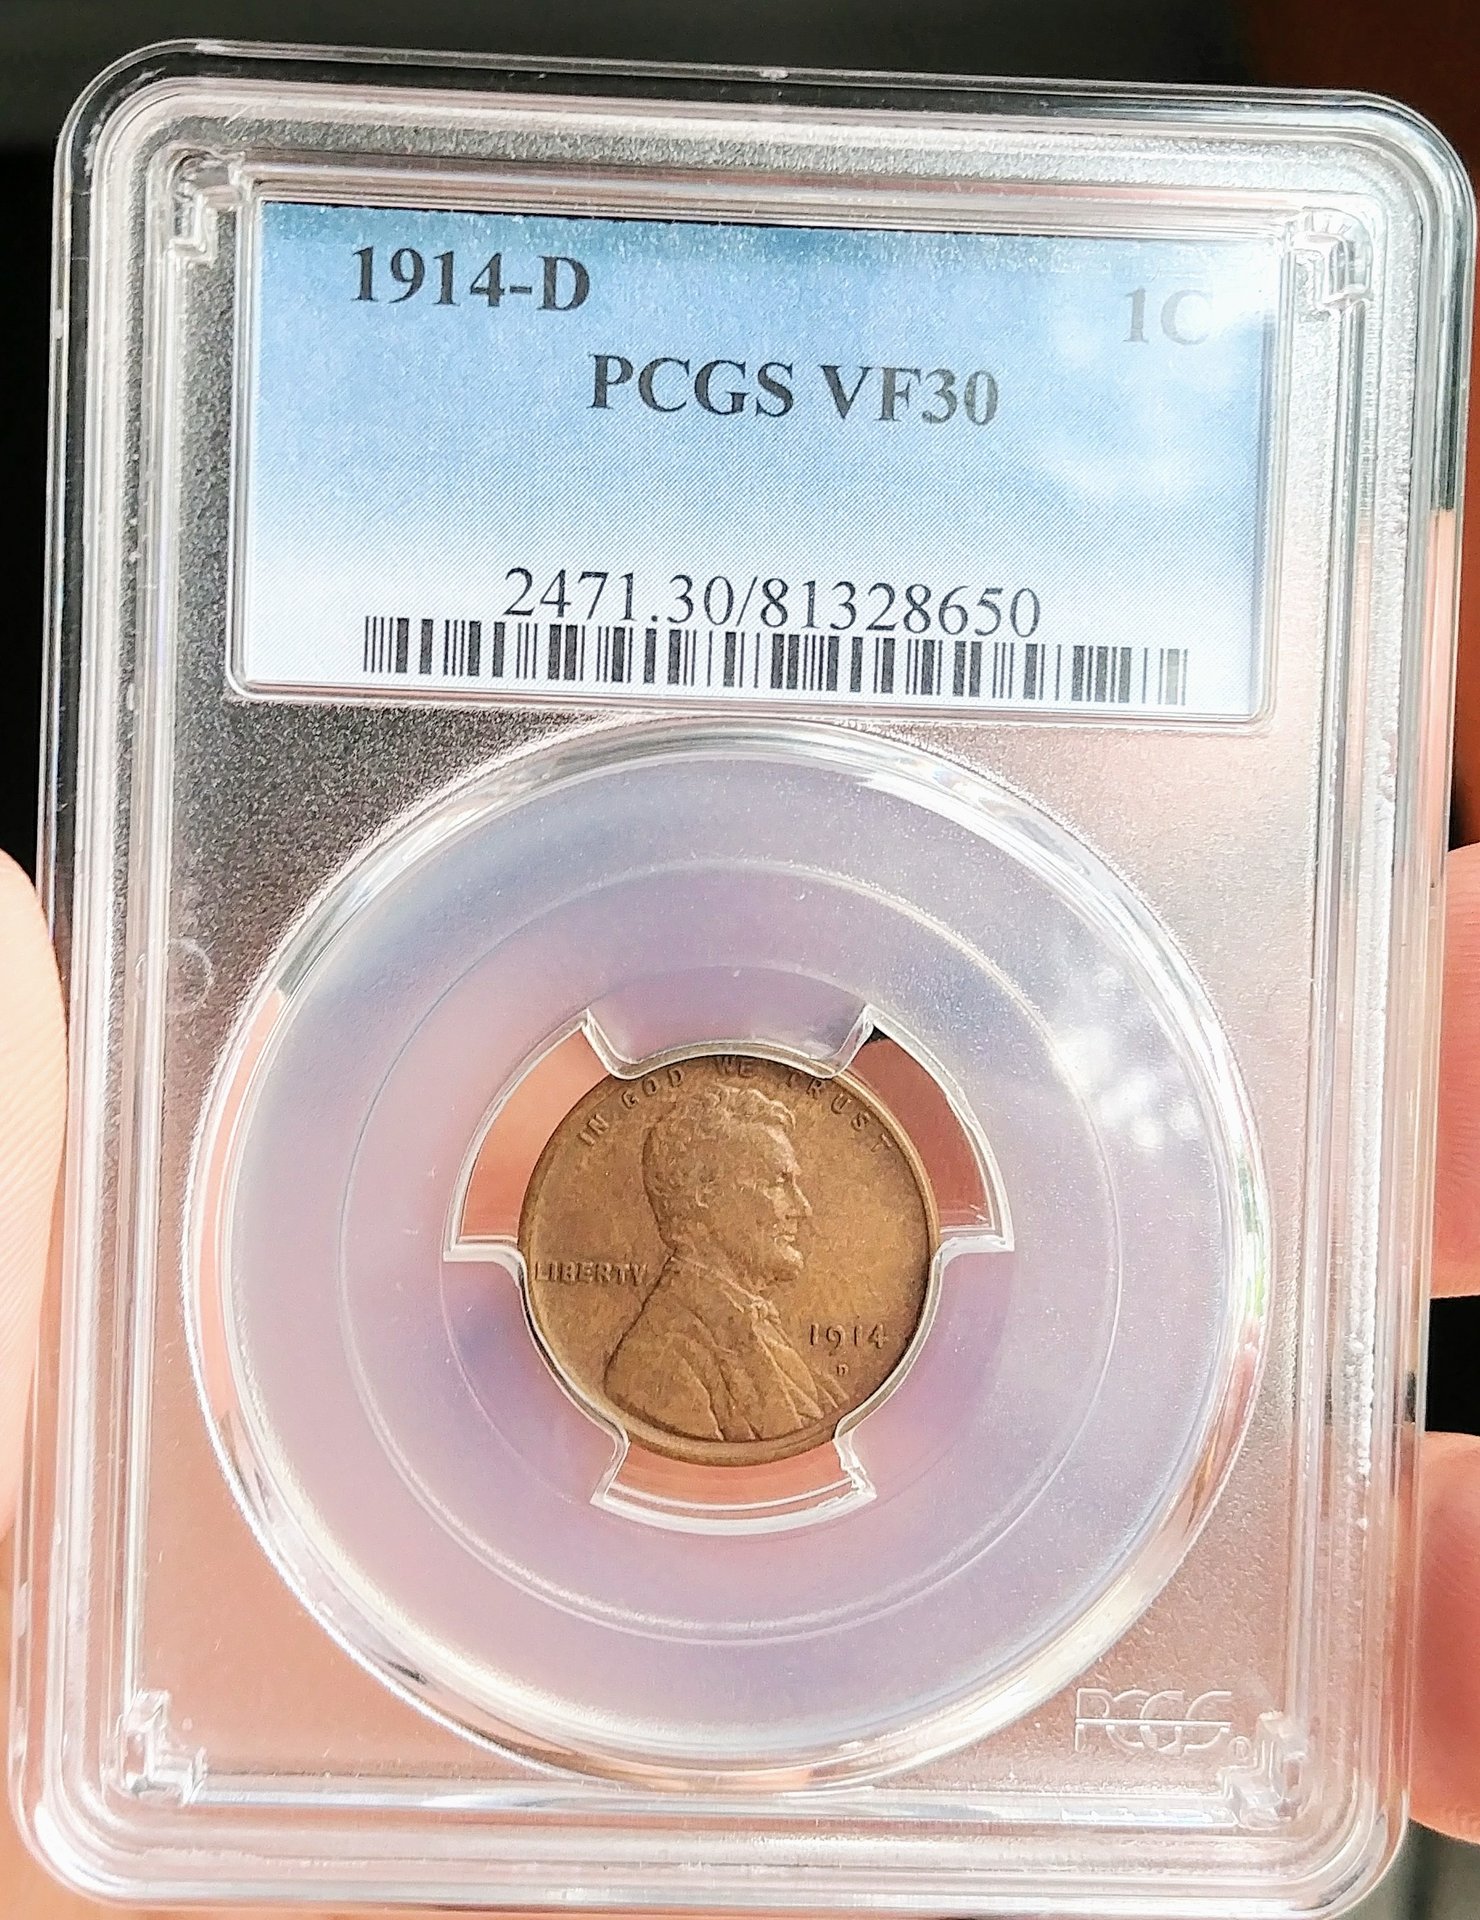 1914-D 1C
PCGS VF30
2471.30/81328650
IN GOD WE TRUST
LIBERTY
1914
D
PCGS